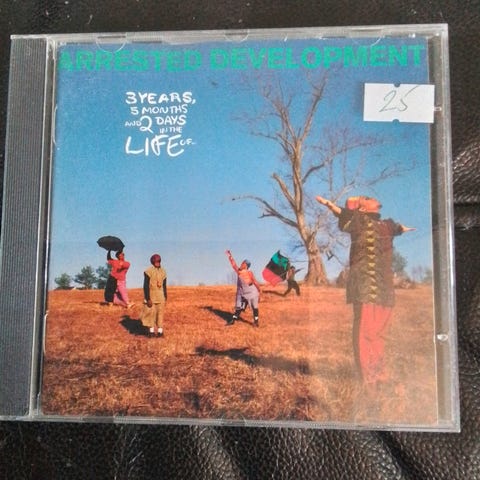 ARRESTED DEVELOPMENT
3 YEARS,
5 MONTHS
AND 2 DAYS
IN THE
LIFE OF...
25